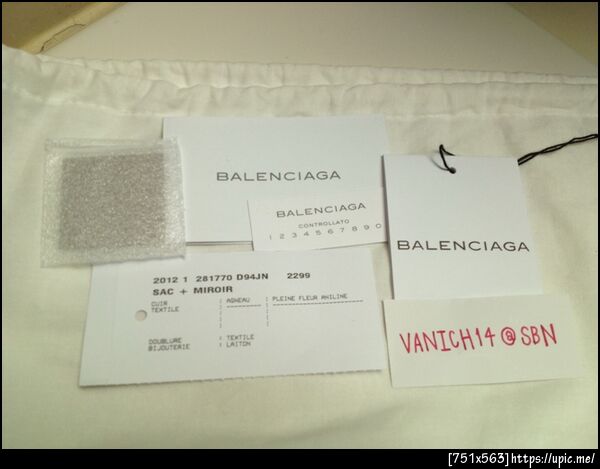 BALENCIAGA
BALENCIAGA
CONTROLLATO
1 2 3 4 5 6 7 8 9 0
BALENCIAGA
2012 1 281770 D94JN 2299
SAC + MIROIR
CUIR : AGNEAU : PLEINE FLEUR ANILINE
TEXTILE
DOUBLURE : TEXTILE
BIJOUTERIE : LAITON
VANICH14@SBN
[751x563]https://upic.me/